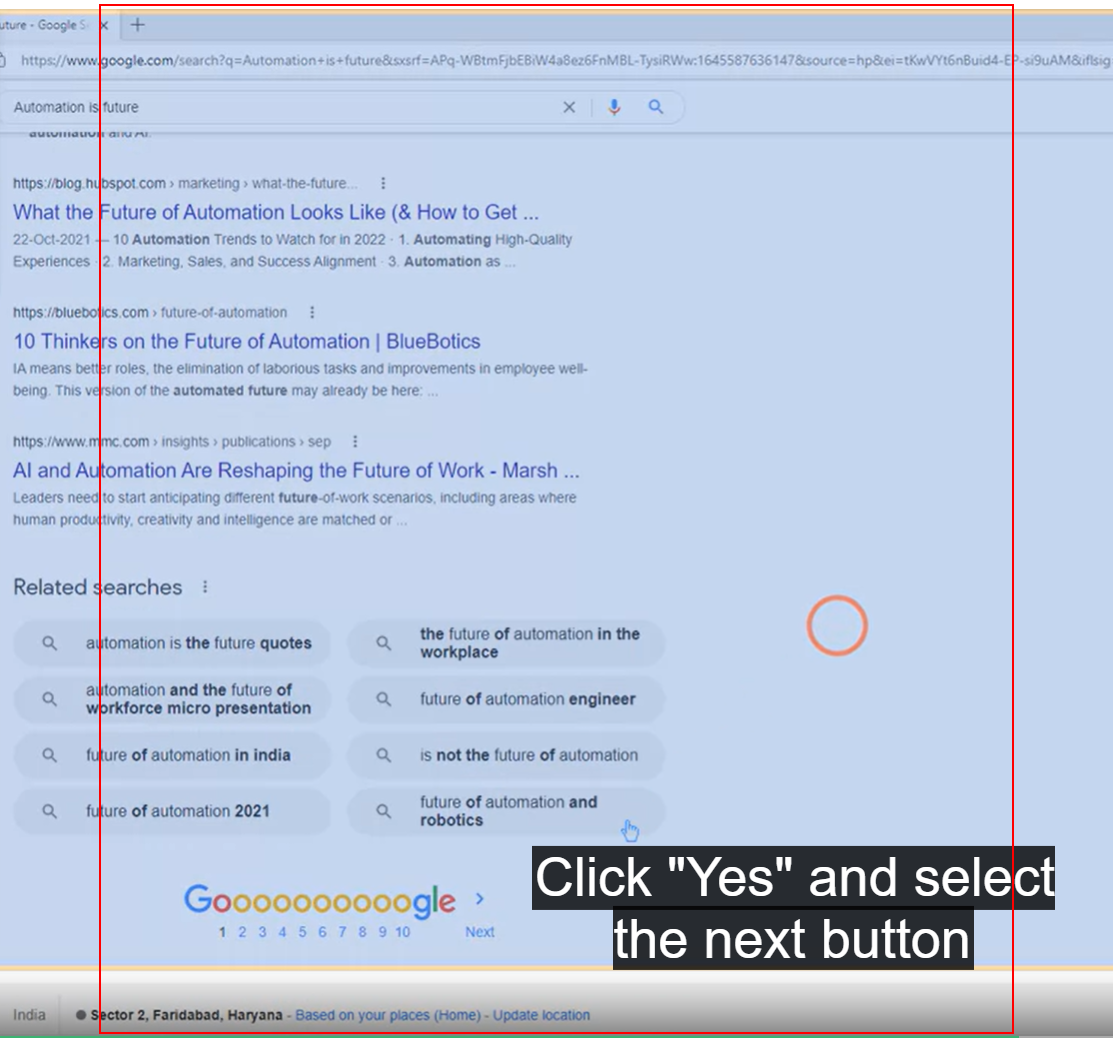 uture - Google S
https://www.google.com/search?q=Automation+is+future&sxsrf=APq-WBtmFjbEBiW4a8ez6FnMBL-TysiRWw:1645587636147&source=hp&ei=tKwVYt6nBuid4-EP-si9uAM&iflsig=
Automation is future
automation and AI.
https://blog.hubspot.com › marketing › what-the-future...
What the Future of Automation Looks Like (& How to Get ...
22-Oct-2021 — 10 Automation Trends to Watch for in 2022 · 1. Automating High-Quality
Experiences · 2. Marketing, Sales, and Success Alignment · 3. Automation as ...
https://bluebotics.com › future-of-automation
10 Thinkers on the Future of Automation | BlueBotics
IA means better roles, the elimination of laborious tasks and improvements in employee well-
being. This version of the automated future may already be here: ...
https://www.mmc.com › insights › publications › sep
AI and Automation Are Reshaping the Future of Work - Marsh ...
Leaders need to start anticipating different future-of-work scenarios, including areas where
human productivity, creativity and intelligence are matched or ...
Related searches
automation is the future quotes
the future of automation in the
workplace
automation and the future of
workforce micro presentation
future of automation engineer
future of automation in india
is not the future of automation
future of automation 2021
future of automation and
robotics
Goooooooooogle >
1 2 3 4 5 6 7 8 9 10 Next
Click "Yes" and select
the next button
India
Sector 2, Faridabad, Haryana - Based on your places (Home) - Update location